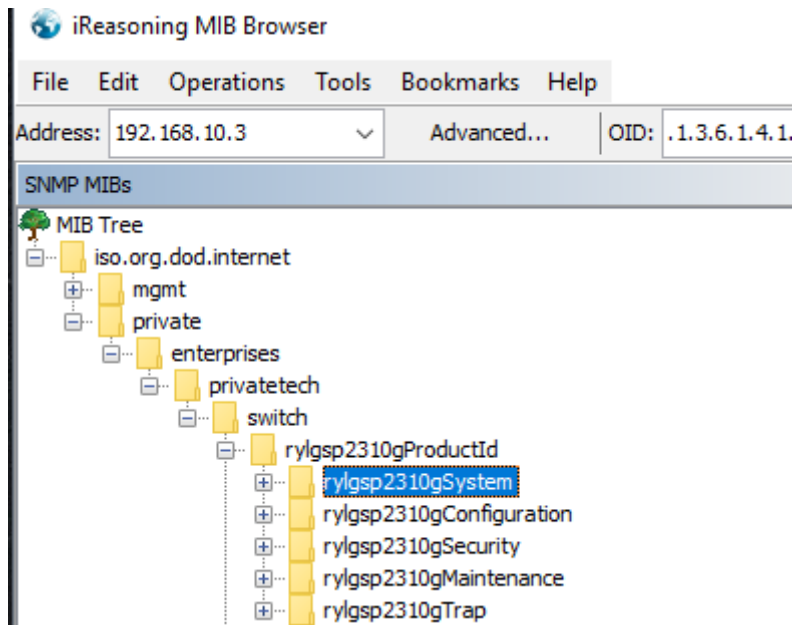 iReasoning MIB Browser
File Edit Operations Tools Bookmarks Help
Address: 192.168.10.3 Advanced... OID: .1.3.6.1.4.1.
SNMP MIBs
MIB Tree
iso.org.dod.internet
mgmt
private
enterprises
privatetech
switch
rylgsp2310gProductId
rylgsp2310gSystem
rylgsp2310gConfiguration
rylgsp2310gSecurity
rylgsp2310gMaintenance
rylgsp2310gTrap